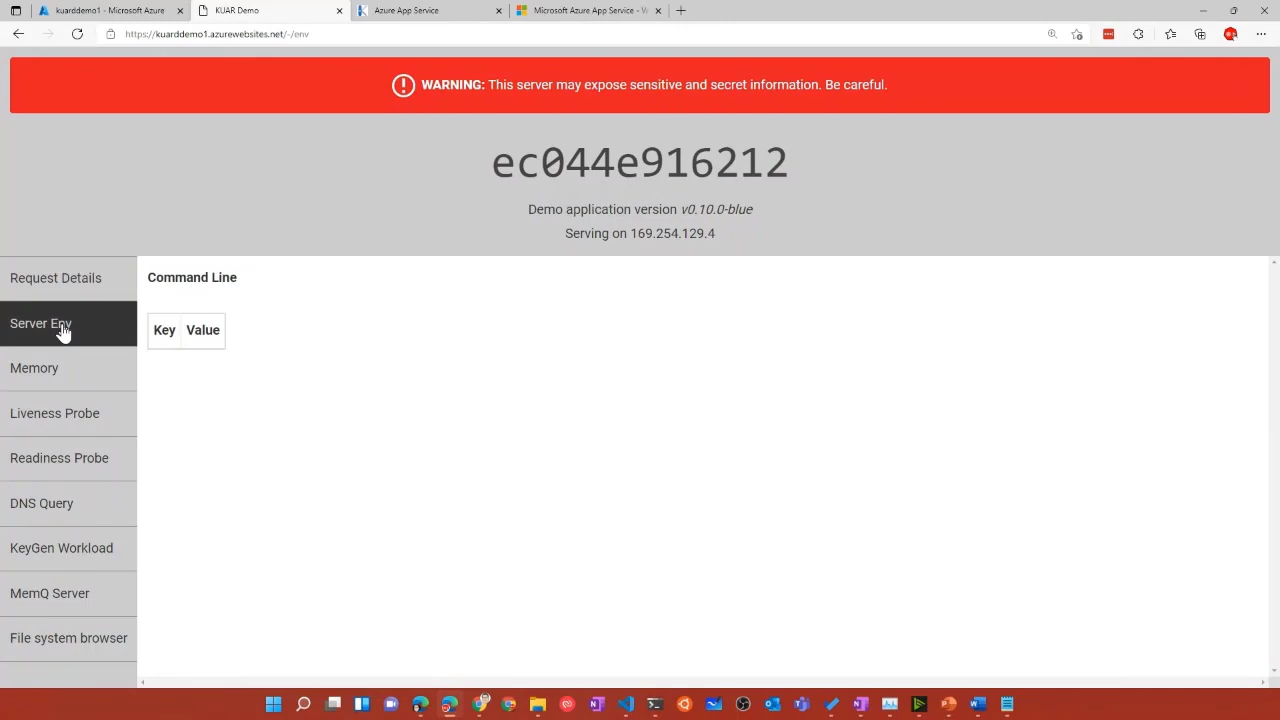 kuarddemo1 - Microsoft Azure
KUAR Demo
Azure App Service
Microsoft Azure App Service - W
https://kuarddemo1.azurewebsites.net/-/env
WARNING: This server may expose sensitive and secret information. Be careful.
ec044e916212
Demo application version v0.10.0-blue
Serving on 169.254.129.4
Request Details
Server Env
Memory
Liveness Probe
Readiness Probe
DNS Query
KeyGen Workload
MemQ Server
File system browser
Command Line
Key Value